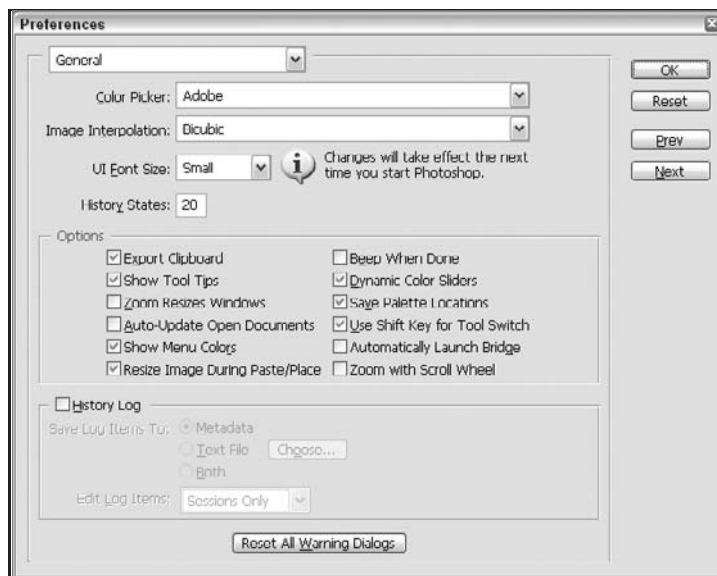 Preferences
General
OK
Color Picker: Adobe
Reset
Image Interpolation: Bicubic
Prev
UI Font Size: Small
Changes will take effect the next
time you start Photoshop.
Next
History States: 20
Options
Export Clipboard
Beep When Done
Show Tool Tips
Dynamic Color Sliders
Zoom Resizes Windows
Save Palette Locations
Auto-Update Open Documents
Use Shift Key for Tool Switch
Show Menu Colors
Automatically Launch Bridge
Resize Image During Paste/Place
Zoom with Scroll Wheel
History Log
Save Log Items To: Metadata
Text File Choose...
Both
Edit Log Items: Sessions Only
Reset All Warning Dialogs